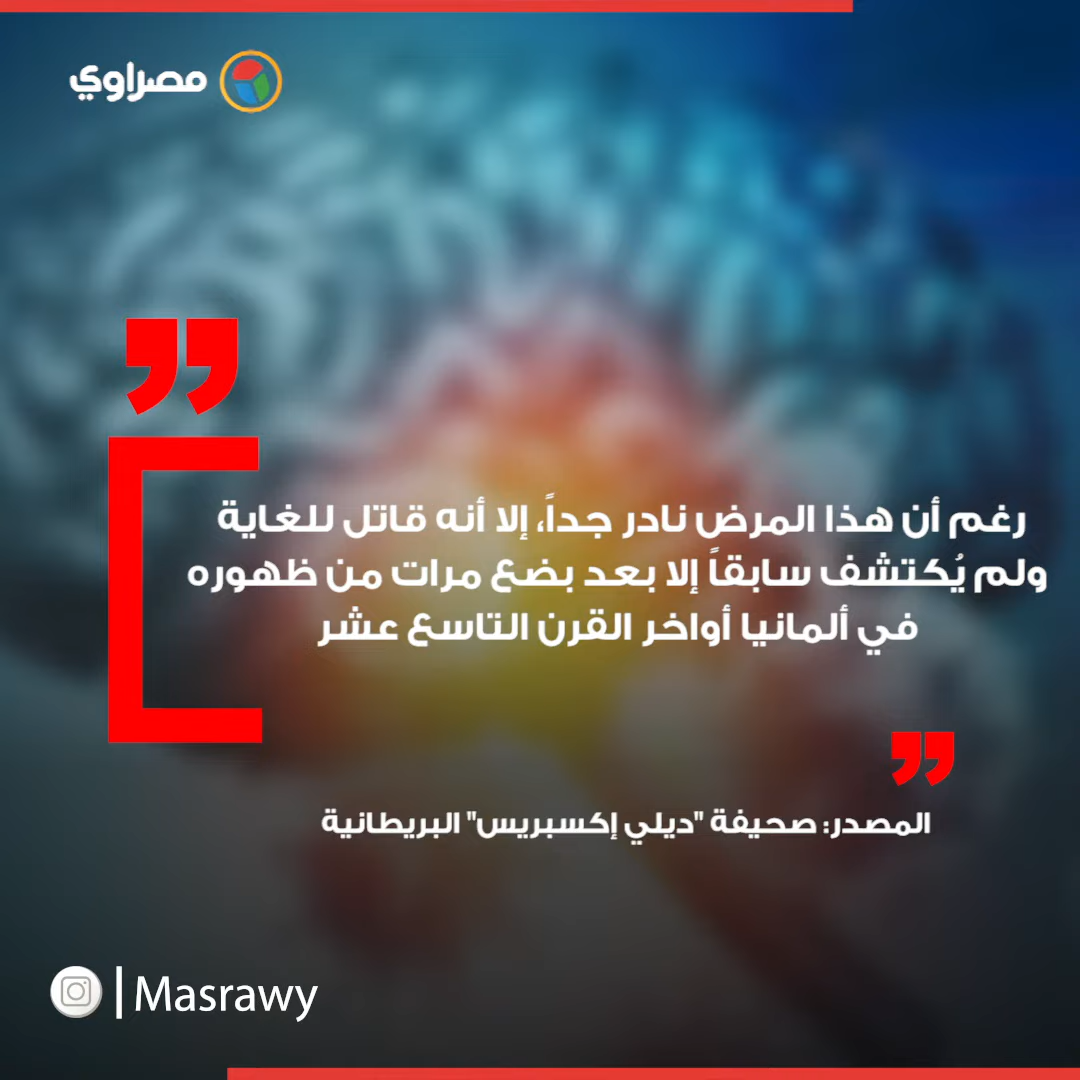 مصراوي
رغم أن هذا المرض نادر جداً، إلا أنه قاتل للغاية
ولم يُكتشف سابقاً إلا بعد بضع مرات من ظهوره
في ألمانيا أواخر القرن التاسع عشر
المصدر: صحيفة "ديلي إكسبريس" البريطانية
Masrawy